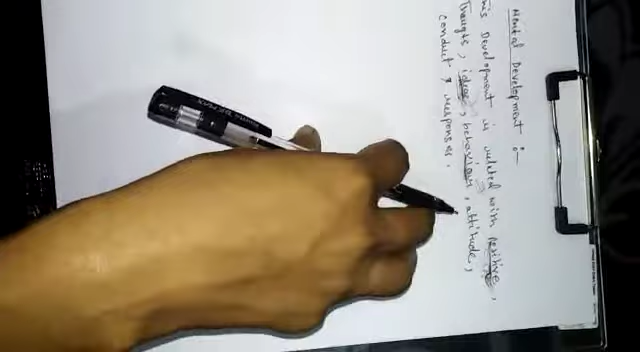 Mental Development :-
This Development is related with positive,
Thoughts, ideas, behaviour, attitude,
conduct & responses.